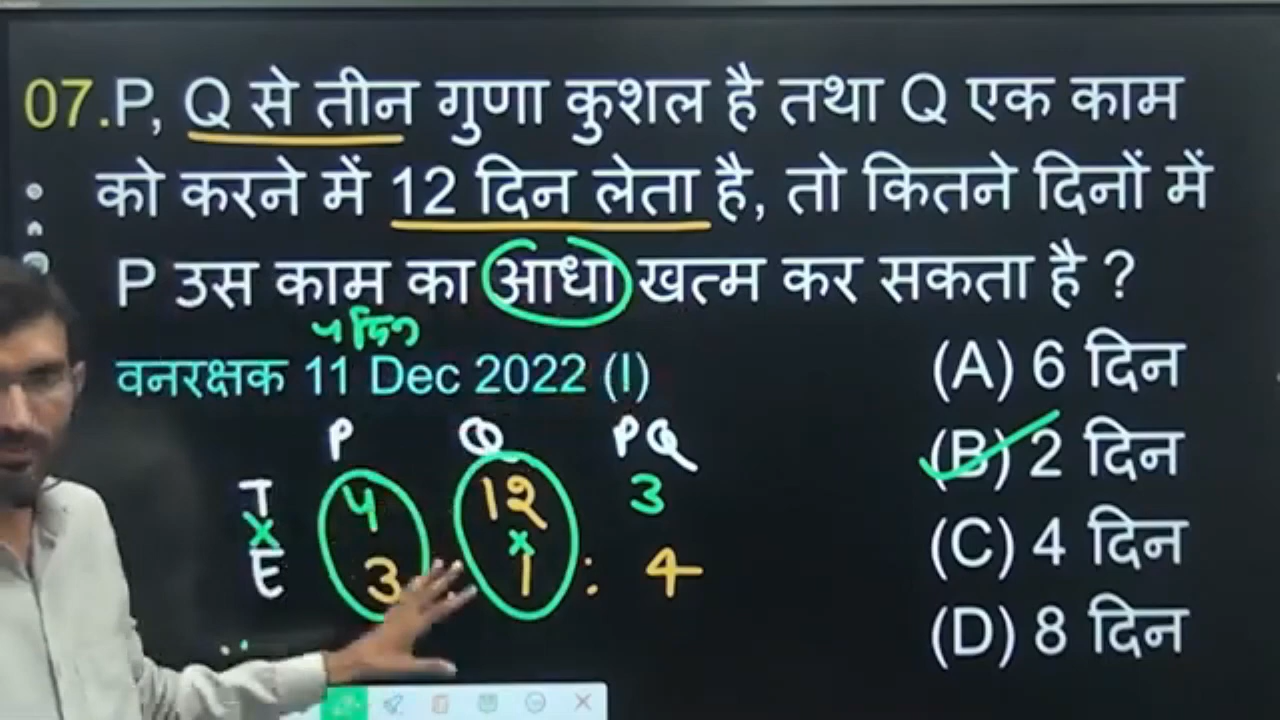 07.P, Q से तीन गुणा कुशल है तथा Q एक काम
को करने में 12 दिन लेता है, तो कितने दिनों में
P उस काम का आधा खत्म कर सकता है ?
4 दिन
वनरक्षक 11 Dec 2022 (I)
(A) 6 दिन
(B) 2 दिन
(C) 4 दिन
(D) 8 दिन
P Q PQ
T 4 12 3
x x
E 3 1 : 4